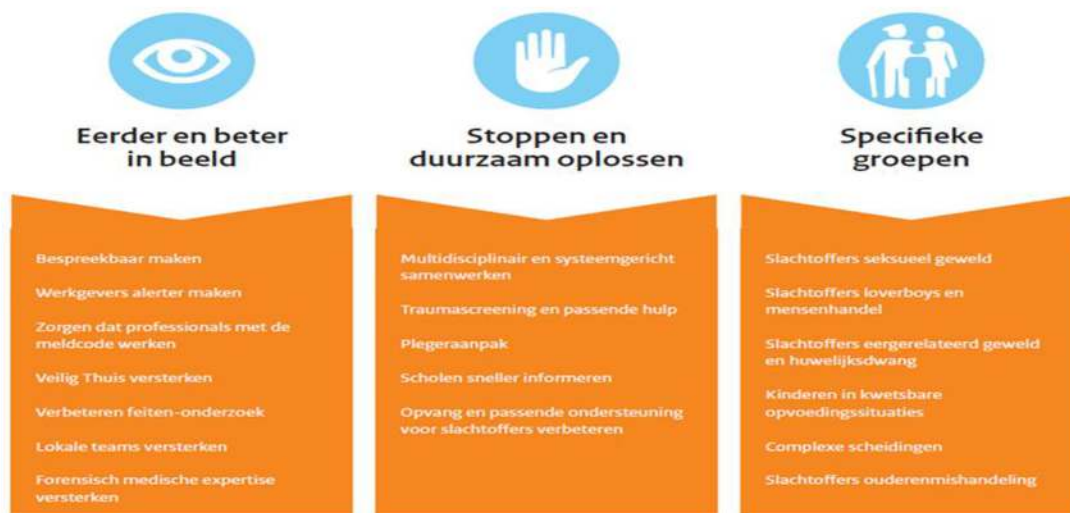 Eerder en beter
in beeld
Bespreekbaar maken
Werkgevers alerter maken
Zorgen dat professionals met de
meldcode werken
Veilig Thuis versterken
Verbeteren feiten-onderzoek
Lokale teams versterken
Forensisch medische expertise
versterken
Stoppen en
duurzaam oplossen
Multidisciplinair en systeemgericht
samenwerken
Traumascreening en passende hulp
Plegeraanpak
Scholen sneller informeren
Opvang en passende ondersteuning
voor slachtoffers verbeteren
Specifieke
groepen
Slachtoffers seksueel geweld
Slachtoffers loverboys en
mensenhandel
Slachtoffers eergerelateerd geweld
en huwelijksdwang
Kinderen in kwetsbare
opvoedingssituaties
Complexe scheidingen
Slachtoffers ouderenmishandeling